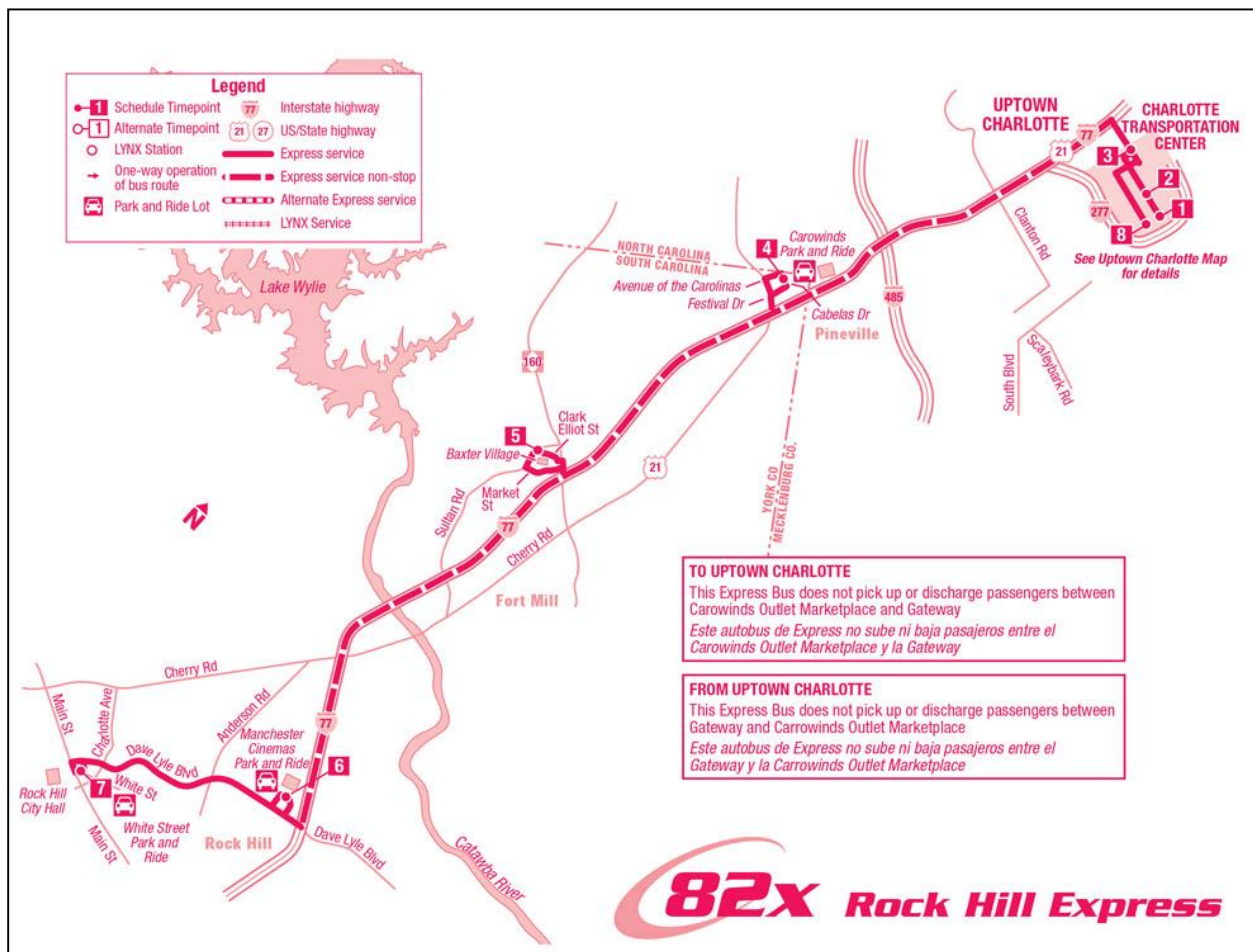 Legend
1 Schedule Timepoint
1 Alternate Timepoint
LYNX Station
One-way operation
of bus route
Park and Ride Lot
77 Interstate highway
21 27 US/State highway
Express service
Express service non-stop
Alternate Express service
LYNX Service
UPTOWN
CHARLOTTE
77
21
CHARLOTTE
TRANSPORTATION
CENTER
3
2
1
8
277
See Uptown Charlotte Map
for details
Clanton Rd
Scaleybark Rd
South Blvd
485
NORTH CAROLINA
SOUTH CAROLINA
4
Carowinds
Park and Ride
Avenue of the Carolinas
Festival Dr
Cabelas Dr
Pineville
Lake Wylie
160
Clark
Elliot St
5
Baxter Village
Market
St
Sultan Rd
77
21
Cherry Rd
YORK CO
MECKLENBURG CO.
N
Fort Mill
Cherry Rd
Main St
Charlotte Ave
Anderson Rd
Dave Lyle Blvd
77
Manchester
Cinemas
Park and Ride
6
7
White St
Rock Hill
City Hall
White Street
Park and
Ride
Main St
Rock Hill
Dave Lyle Blvd
Catawba River
TO UPTOWN CHARLOTTE
This Express Bus does not pick up or discharge passengers between
Carowinds Outlet Marketplace and Gateway
Este autobus de Express no sube ni baja pasajeros entre el
Carowinds Outlet Marketplace y la Gateway
FROM UPTOWN CHARLOTTE
This Express Bus does not pick up or discharge passengers between
Gateway and Carrowinds Outlet Marketplace
Este autobus de Express no sube ni baja pasajeros entre el
Gateway y la Carrowinds Outlet Marketplace
82x Rock Hill Express